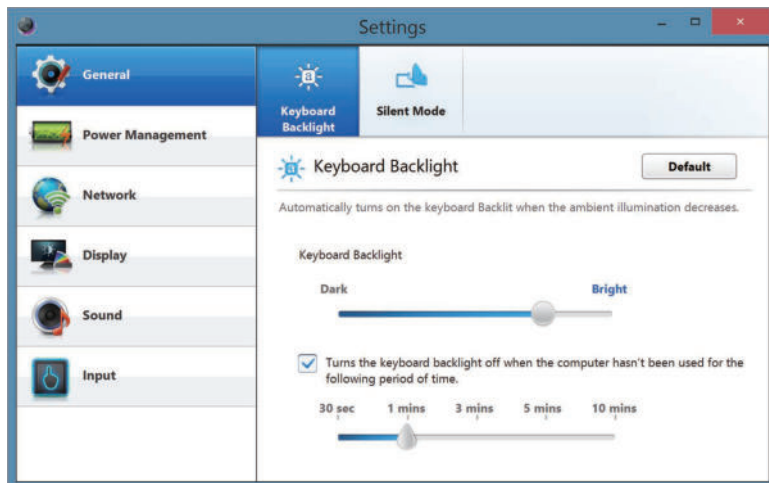 Settings
General
Power Management
Network
Display
Sound
Input
Keyboard
Backlight
Silent Mode
Keyboard Backlight
Default
Automatically turns on the keyboard Backlit when the ambient illumination decreases.
Keyboard Backlight
Dark Bright
Turns the keyboard backlight off when the computer hasn't been used for the
following period of time.
30 sec 1 mins 3 mins 5 mins 10 mins